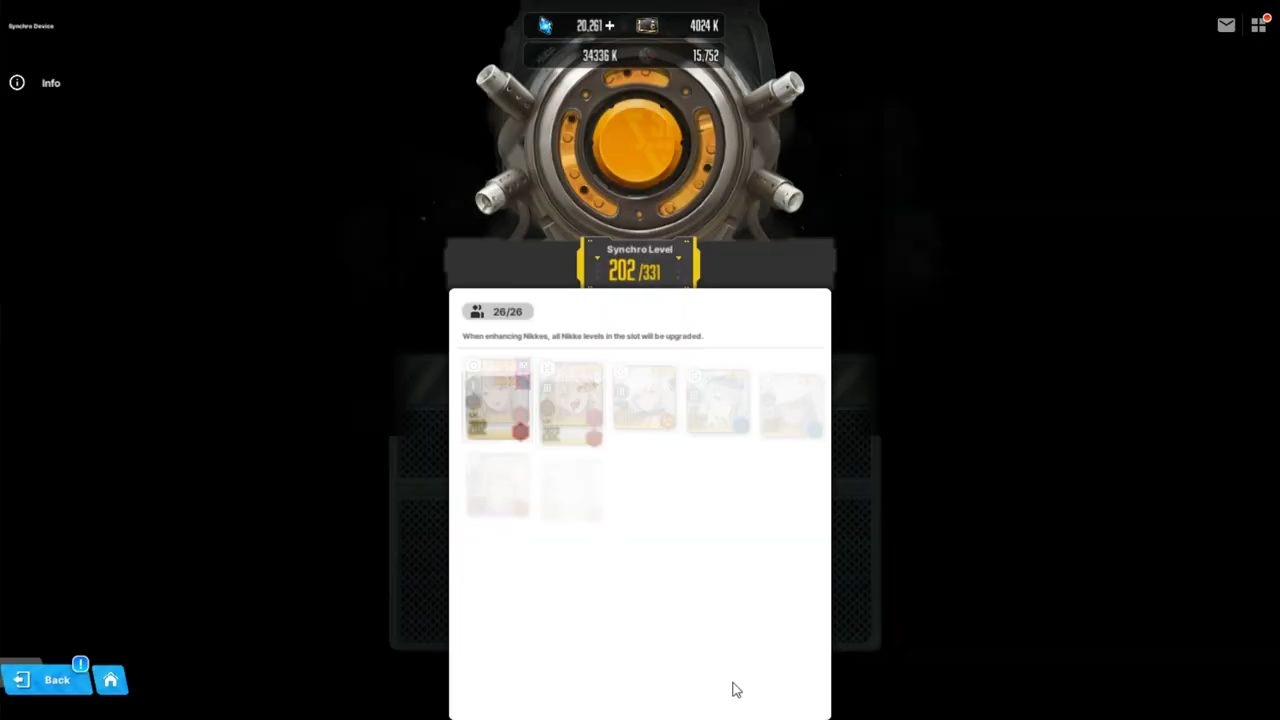 Synchro Device
20,261 +
4024 K
34336 K
15,752
Info
Synchro Level
202 /331
26/26
When enhancing Nikkes, all Nikke levels in the slot will be upgraded.
Back